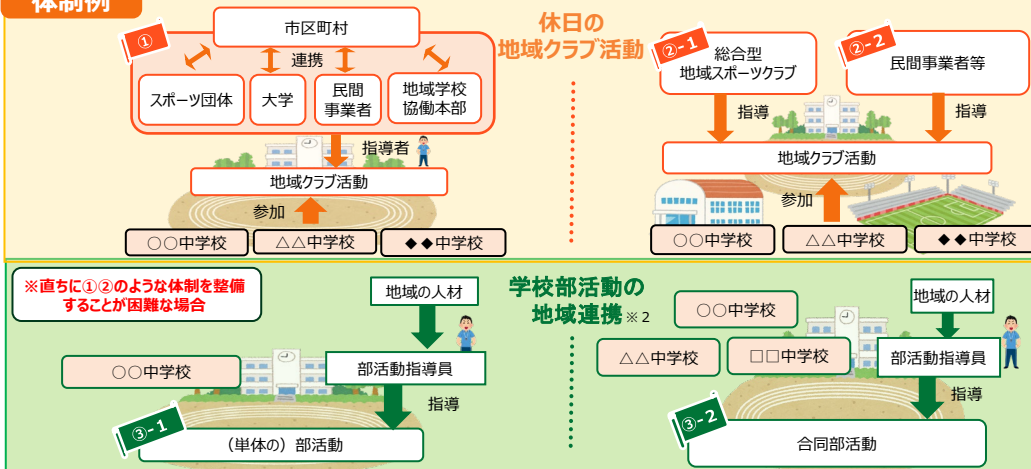 体制例
休日の
地域クラブ活動
①
市区町村
連携
スポーツ団体
大学
民間
事業者
地域学校
協働本部
指導者
地域クラブ活動
参加
○○中学校
△△中学校
◆◆中学校
②-1
総合型
地域スポーツクラブ
②-2
民間事業者等
指導
指導
地域クラブ活動
参加
○○中学校
△△中学校
◆◆中学校
※直ちに①②のような体制を整備
することが困難な場合
学校部活動の
地域連携※2
地域の人材
○○中学校
部活動指導員
指導
③-1
（単体の）部活動
○○中学校
△△中学校
□□中学校
地域の人材
部活動指導員
指導
③-2
合同部活動